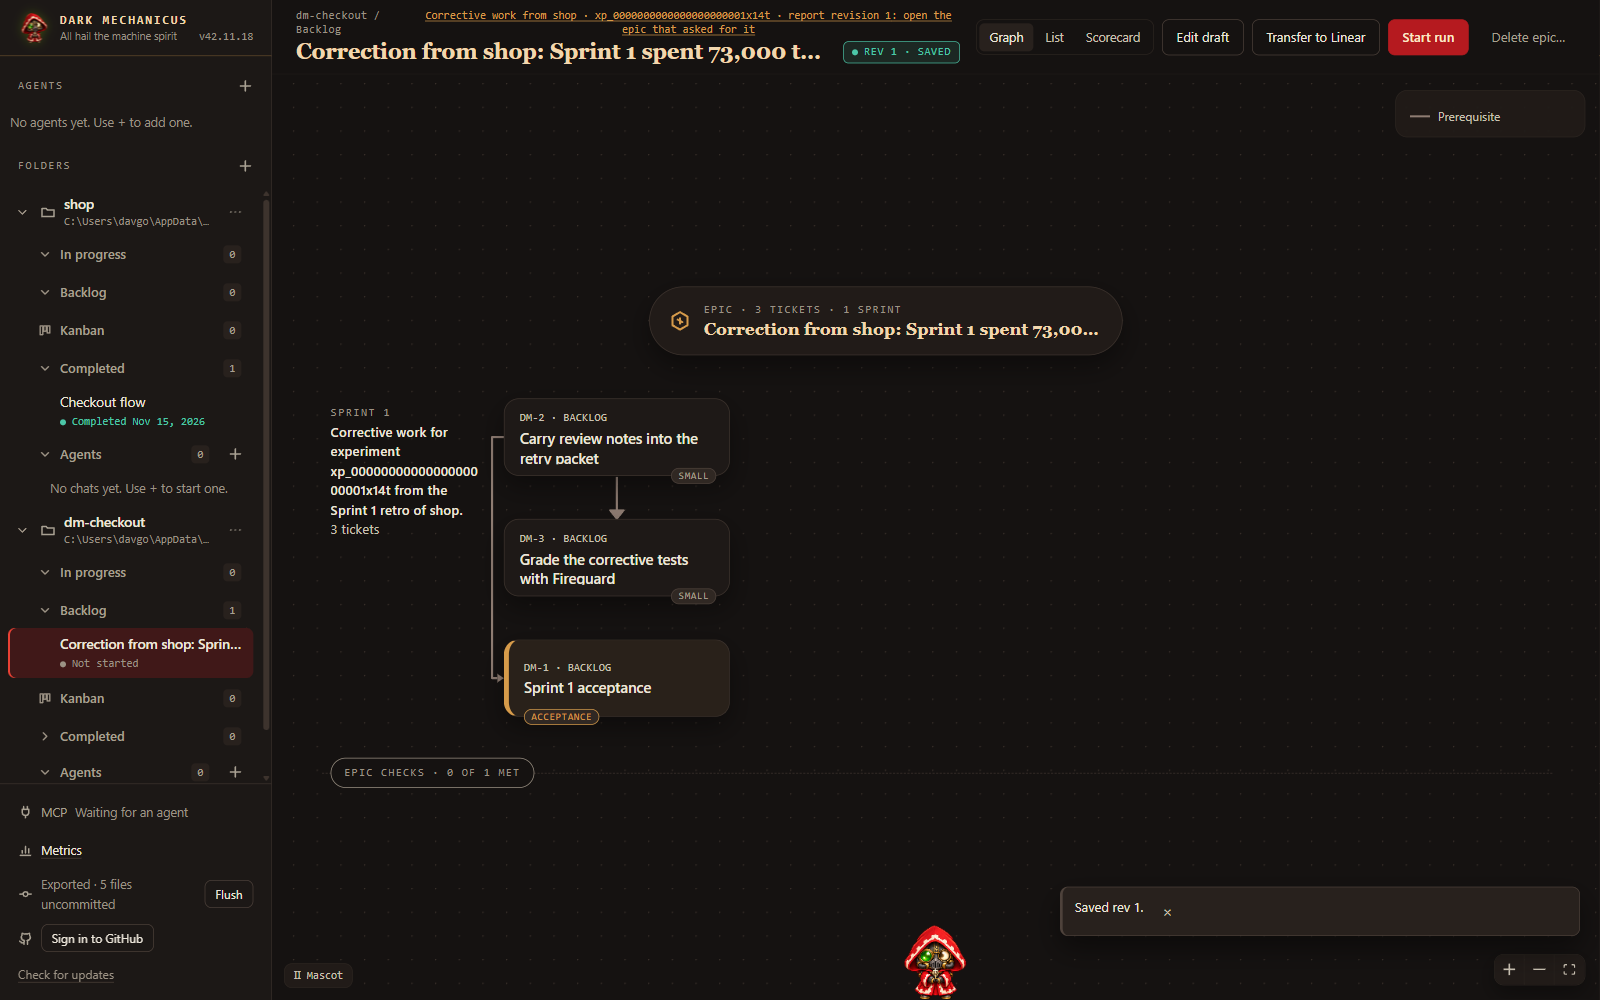 DARK MECHANICUS
All hail the machine spirit v42.11.18
AGENTS
No agents yet. Use + to add one.
FOLDERS
shop
C:\Users\davgo\AppData\…
In progress 0
Backlog 0
Kanban 0
Completed 1
Checkout flow
Completed Nov 15, 2026
Agents 0
No chats yet. Use + to start one.
dm-checkout
C:\Users\davgo\AppData\…
In progress 0
Backlog 1
Correction from shop: Sprin…
Not started
Kanban 0
Completed 0
Agents 0
MCP Waiting for an agent
Metrics
Exported · 5 files
uncommitted
Flush
Sign in to GitHub
Check for updates
dm-checkout /
Backlog
Corrective work from shop · xp_00000000000000000000001x14t · report revision 1: open the
epic that asked for it
Correction from shop: Sprint 1 spent 73,000 t…
REV 1 · SAVED
Graph List Scorecard
Edit draft
Transfer to Linear
Start run
Delete epic…
Prerequisite
EPIC · 3 TICKETS · 1 SPRINT
Correction from shop: Sprint 1 spent 73,00…
SPRINT 1
Corrective work for
experiment
xp_00000000000000000
00001x14t from the
Sprint 1 retro of shop.
3 tickets
DM-2 · BACKLOG
Carry review notes into the
retry packet
SMALL
DM-3 · BACKLOG
Grade the corrective tests
with Fireguard
SMALL
DM-1 · BACKLOG
Sprint 1 acceptance
ACCEPTANCE
EPIC CHECKS · 0 OF 1 MET
Saved rev 1. ×
Mascot